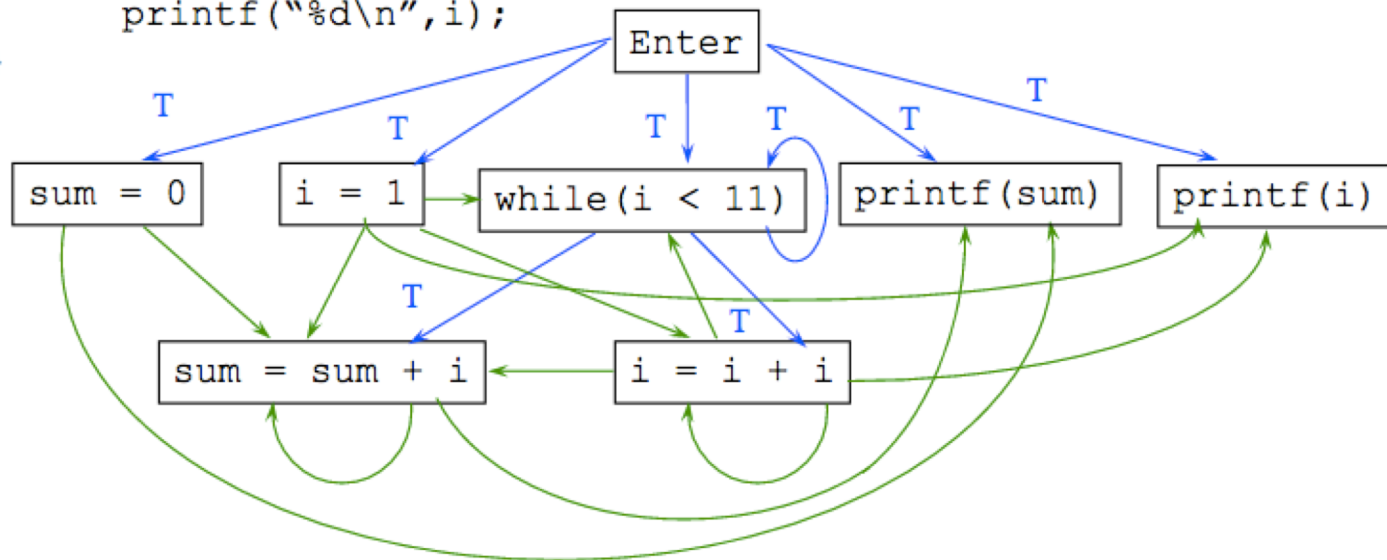 printf(“%d\n”,i);
Enter
T
T
T
T
T
T
sum = 0
i = 1
while(i < 11)
printf(sum)
printf(i)
T
T
sum = sum + i
i = i + i